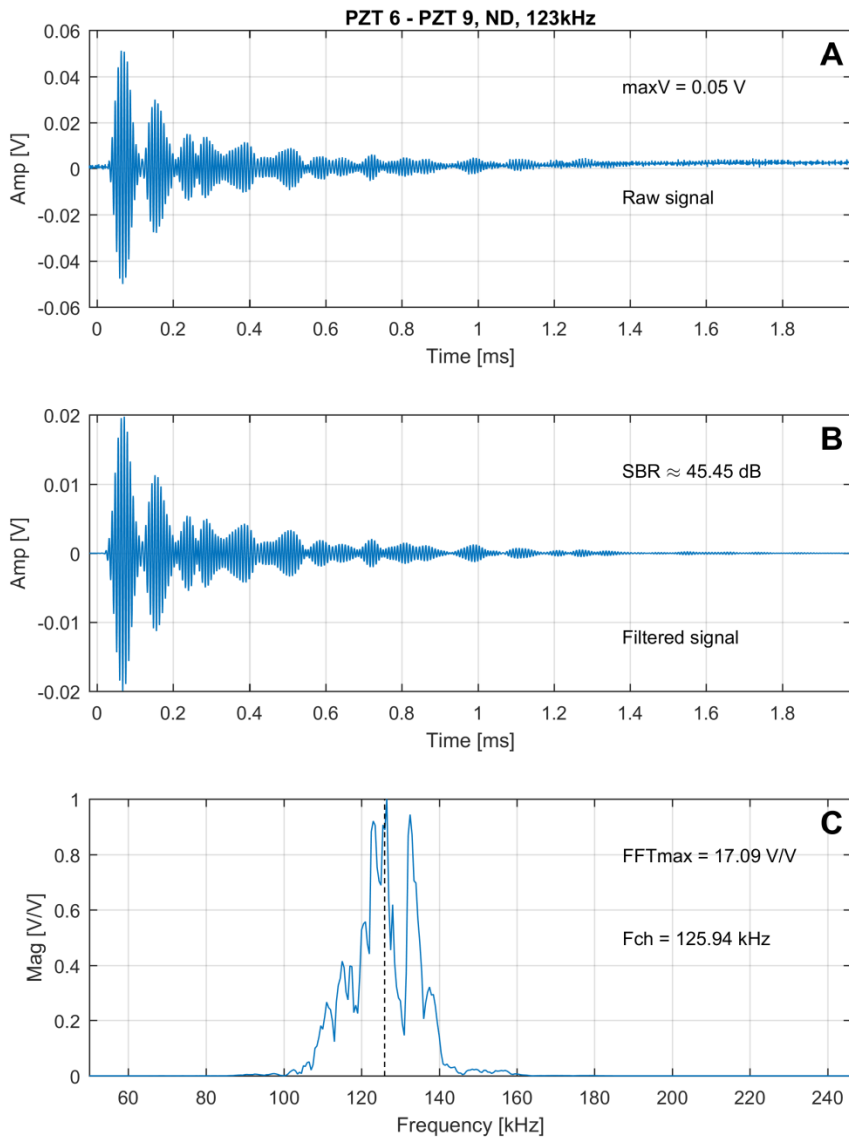 PZT 6 - PZT 9, ND, 123kHz
A
maxV = 0.05 V
Raw signal
Amp [V]
0.06
0.04
0.02
0
-0.02
-0.04
-0.06
0 0.2 0.4 0.6 0.8 1 1.2 1.4 1.6 1.8
Time [ms]
B
SBR ≈ 45.45 dB
Filtered signal
Amp [V]
0.02
0.01
0
-0.01
-0.02
0 0.2 0.4 0.6 0.8 1 1.2 1.4 1.6 1.8
Time [ms]
C
FFTmax = 17.09 V/V
Fch = 125.94 kHz
Mag [V/V]
1
0.8
0.6
0.4
0.2
0
60 80 100 120 140 160 180 200 220 240
Frequency [kHz]